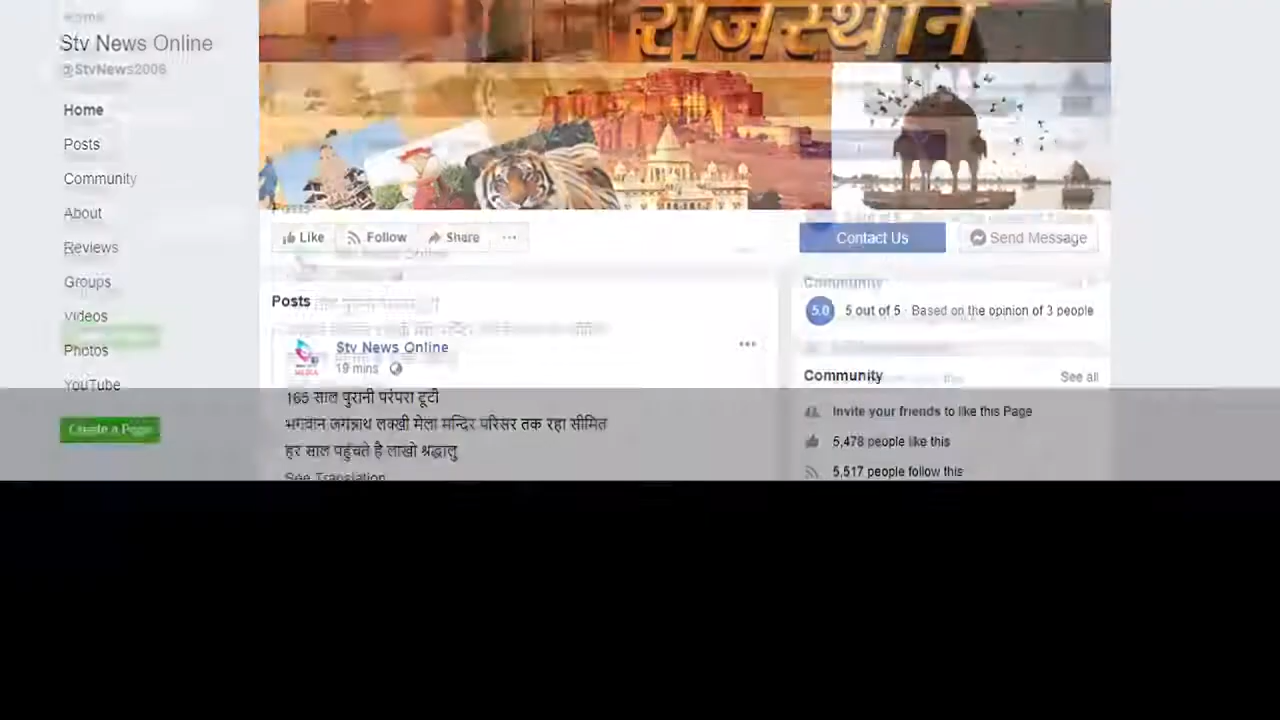 राजस्थान
Home
Stv News Online
@StvNews2006
Home
Posts
Community
About
Reviews
Groups
Videos
Photos
YouTube
Create a Page
Like
Follow
Share
Contact Us
Send Message
Posts
Stv News Online
19 mins
165 साल पुरानी परंपरा टूटी
भगवान जगन्नाथ लक्खी मेला मन्दिर परिसर तक रहा सीमित
हर साल पहुंचते है लाखो श्रद्धालु
See Translation
Community
5.0
5 out of 5 · Based on the opinion of 3 people
Community
See all
Invite your friends to like this Page
5,478 people like this
5,517 people follow this